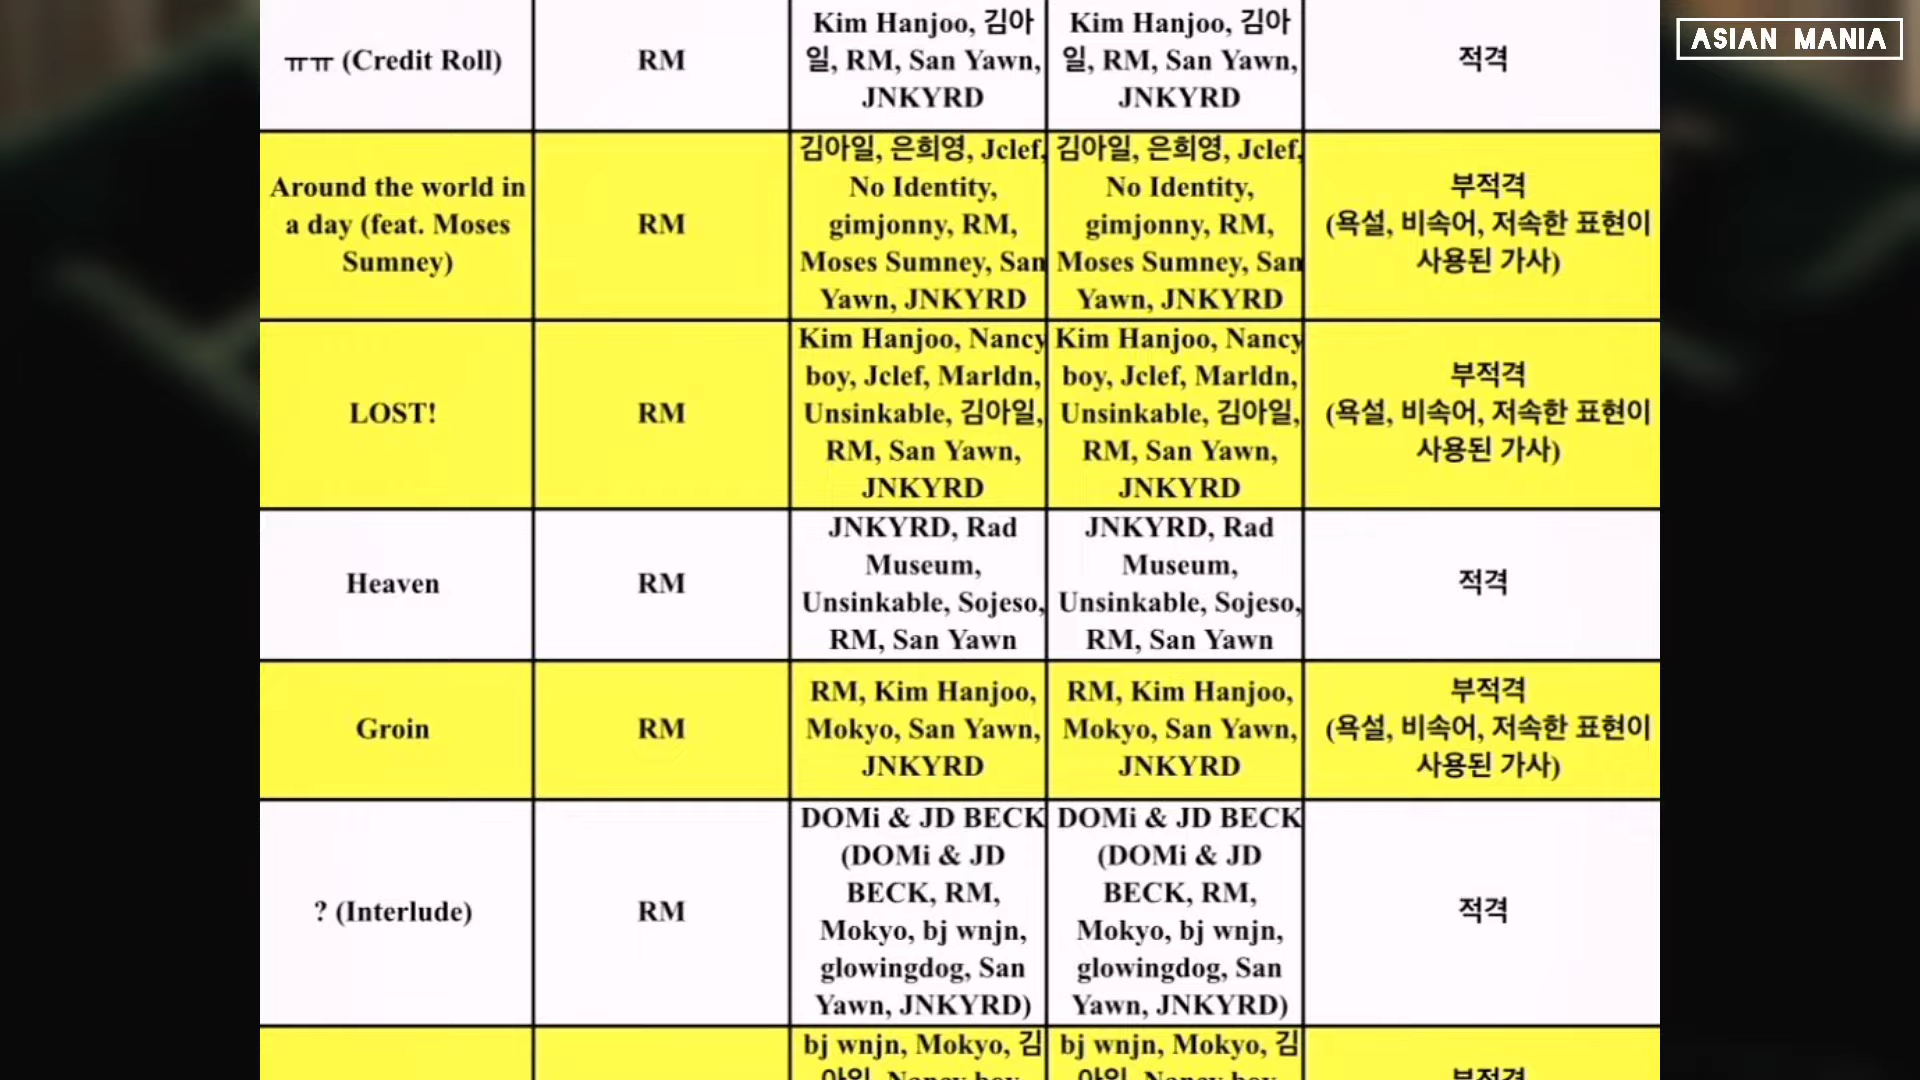 ASIAN MANIA
ㅠㅠ (Credit Roll)
RM
Kim Hanjoo, 김아
일, RM, San Yawn,
JNKYRD
Kim Hanjoo, 김아
일, RM, San Yawn,
JNKYRD
적격
Around the world in
a day (feat. Moses
Sumney)
RM
김아일, 은희영, Jclef,
No Identity,
gimjonny, RM,
Moses Sumney, San
Yawn, JNKYRD
김아일, 은희영, Jclef,
No Identity,
gimjonny, RM,
Moses Sumney, San
Yawn, JNKYRD
부적격
(욕설, 비속어, 저속한 표현이
사용된 가사)
LOST!
RM
Kim Hanjoo, Nancy
boy, Jclef, Marldn,
Unsinkable, 김아일,
RM, San Yawn,
JNKYRD
Kim Hanjoo, Nancy
boy, Jclef, Marldn,
Unsinkable, 김아일,
RM, San Yawn,
JNKYRD
부적격
(욕설, 비속어, 저속한 표현이
사용된 가사)
Heaven
RM
JNKYRD, Rad
Museum,
Unsinkable, Sojeso,
RM, San Yawn
JNKYRD, Rad
Museum,
Unsinkable, Sojeso,
RM, San Yawn
적격
Groin
RM
RM, Kim Hanjoo,
Mokyo, San Yawn,
JNKYRD
RM, Kim Hanjoo,
Mokyo, San Yawn,
JNKYRD
부적격
(욕설, 비속어, 저속한 표현이
사용된 가사)
? (Interlude)
RM
DOMi & JD BECK
(DOMi & JD
BECK, RM,
Mokyo, bj wnjn,
glowingdog, San
Yawn, JNKYRD)
DOMi & JD BECK
(DOMi & JD
BECK, RM,
Mokyo, bj wnjn,
glowingdog, San
Yawn, JNKYRD)
적격
bj wnjn, Mokyo, 김
아일, Nancy boy,
bj wnjn, Mokyo, 김
아일, Nancy boy,
부적격